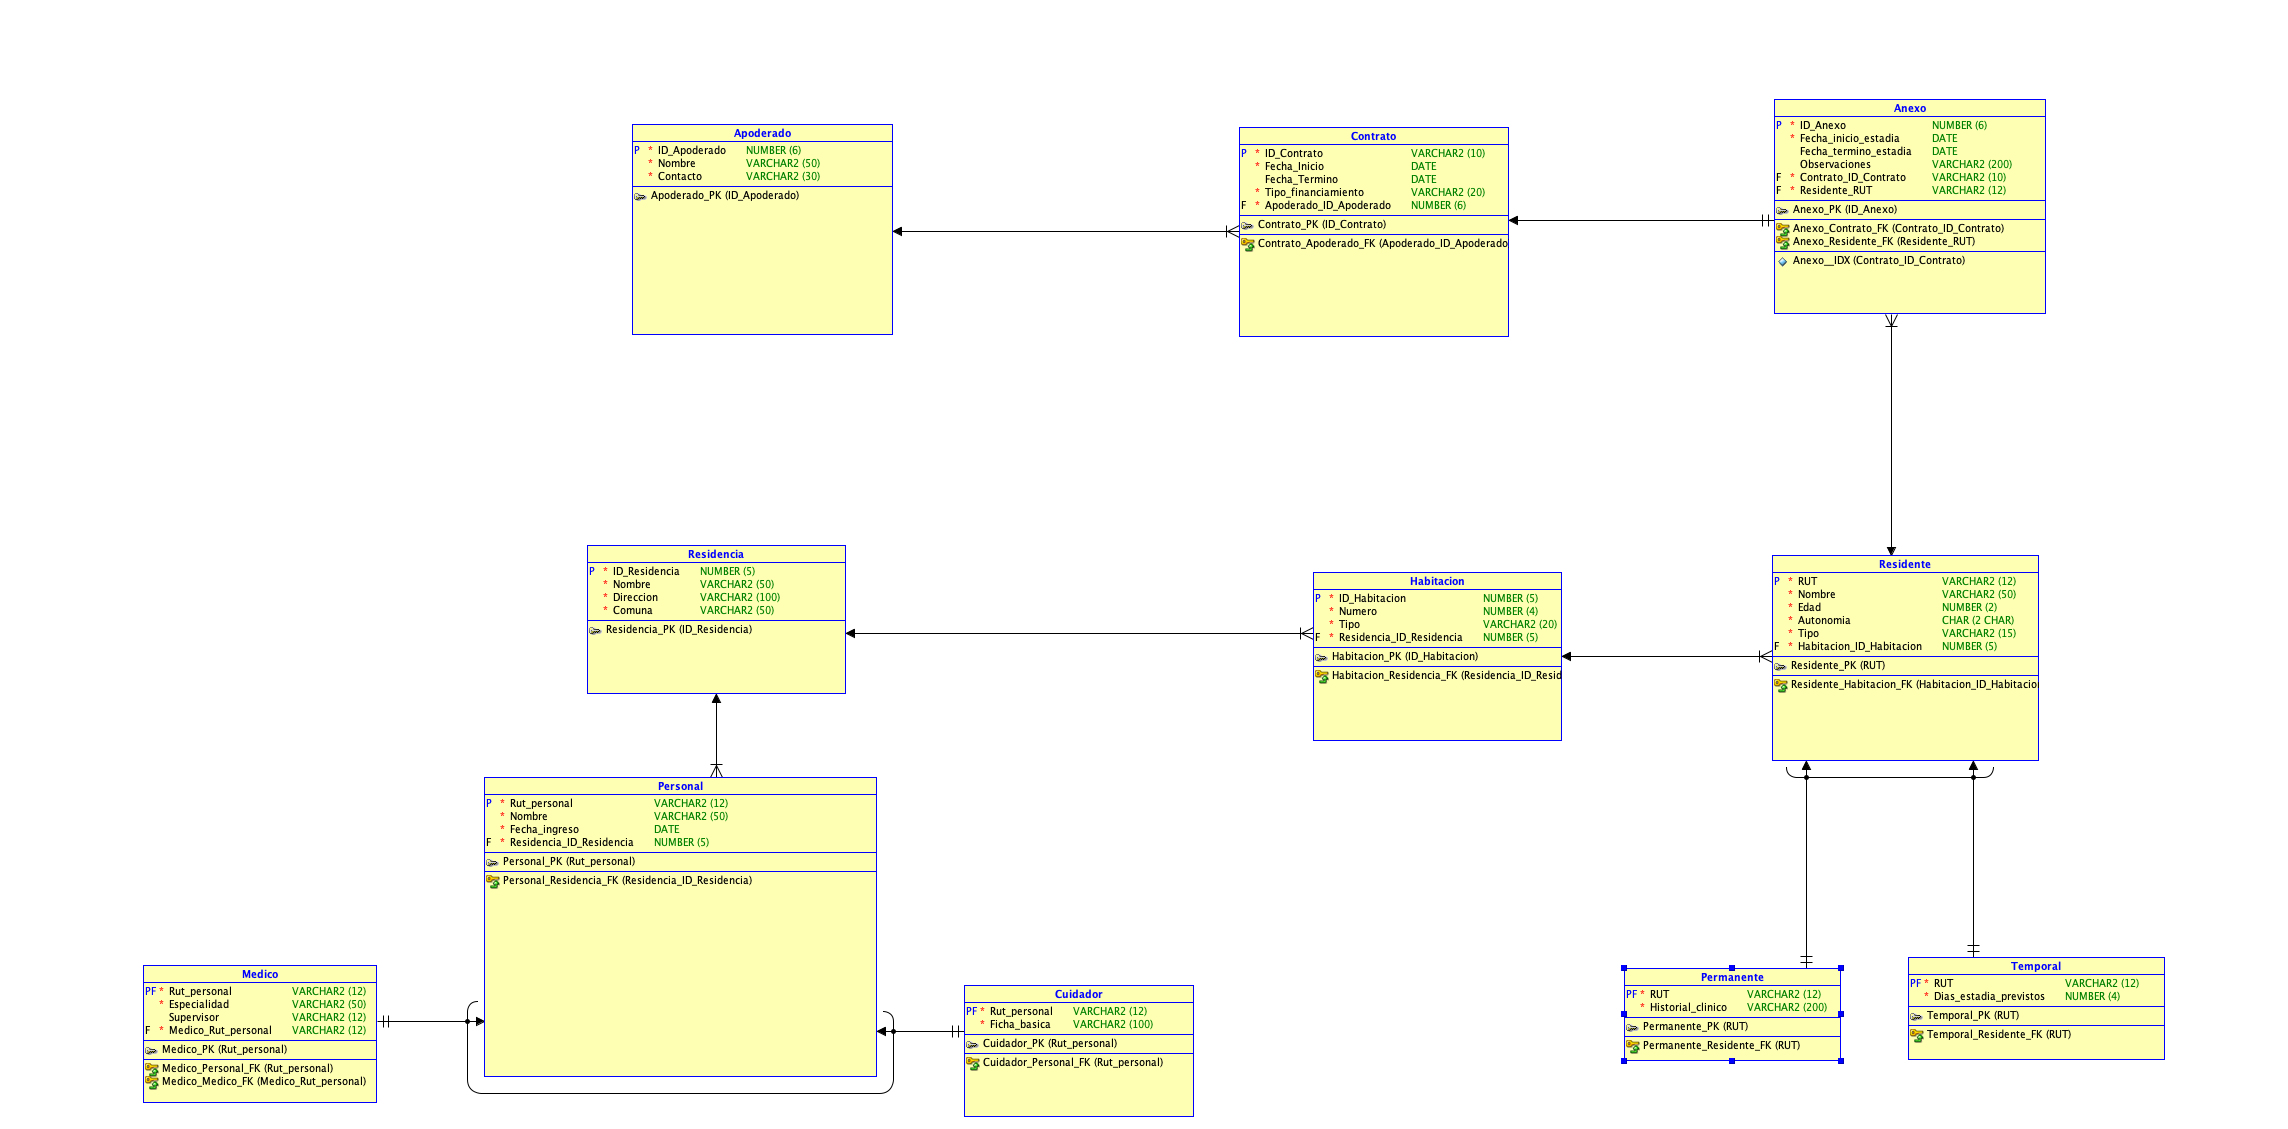 Apoderado
P * ID_Apoderado NUMBER (6)
* Nombre VARCHAR2 (50)
* Contacto VARCHAR2 (30)
Apoderado_PK (ID_Apoderado)
Contrato
P * ID_Contrato VARCHAR2 (10)
* Fecha_Inicio DATE
Fecha_Termino DATE
* Tipo_financiamiento VARCHAR2 (20)
F * Apoderado_ID_Apoderado NUMBER (6)
Contrato_PK (ID_Contrato)
Contrato_Apoderado_FK (Apoderado_ID_Apoderado
Anexo
P * ID_Anexo NUMBER (6)
* Fecha_inicio_estadia DATE
Fecha_termino_estadia DATE
Observaciones VARCHAR2 (200)
F * Contrato_ID_Contrato VARCHAR2 (10)
F * Residente_RUT VARCHAR2 (12)
Anexo_PK (ID_Anexo)
Anexo_Contrato_FK (Contrato_ID_Contrato)
Anexo_Residente_FK (Residente_RUT)
Anexo__IDX (Contrato_ID_Contrato)
Residencia
P * ID_Residencia NUMBER (5)
* Nombre VARCHAR2 (50)
* Direccion VARCHAR2 (100)
* Comuna VARCHAR2 (50)
Residencia_PK (ID_Residencia)
Habitacion
P * ID_Habitacion NUMBER (5)
* Numero NUMBER (4)
* Tipo VARCHAR2 (20)
F * Residencia_ID_Residencia NUMBER (5)
Habitacion_PK (ID_Habitacion)
Habitacion_Residencia_FK (Residencia_ID_Resid
Residente
P * RUT VARCHAR2 (12)
* Nombre VARCHAR2 (50)
* Edad NUMBER (2)
* Autonomia CHAR (2 CHAR)
* Tipo VARCHAR2 (15)
F * Habitacion_ID_Habitacion NUMBER (5)
Residente_PK (RUT)
Residente_Habitacion_FK (Habitacion_ID_Habitacio
Personal
P * Rut_personal VARCHAR2 (12)
* Nombre VARCHAR2 (50)
* Fecha_ingreso DATE
F * Residencia_ID_Residencia NUMBER (5)
Personal_PK (Rut_personal)
Personal_Residencia_FK (Residencia_ID_Residencia)
Medico
PF * Rut_personal VARCHAR2 (12)
* Especialidad VARCHAR2 (50)
Supervisor VARCHAR2 (12)
F * Medico_Rut_personal VARCHAR2 (12)
Medico_PK (Rut_personal)
Medico_Personal_FK (Rut_personal)
Medico_Medico_FK (Medico_Rut_personal)
Cuidador
PF * Rut_personal VARCHAR2 (12)
* Ficha_basica VARCHAR2 (100)
Cuidador_PK (Rut_personal)
Cuidador_Personal_FK (Rut_personal)
Permanente
PF * RUT VARCHAR2 (12)
* Historial_clinico VARCHAR2 (200)
Permanente_PK (RUT)
Permanente_Residente_FK (RUT)
Temporal
PF * RUT VARCHAR2 (12)
* Dias_estadia_previstos NUMBER (4)
Temporal_PK (RUT)
Temporal_Residente_FK (RUT)